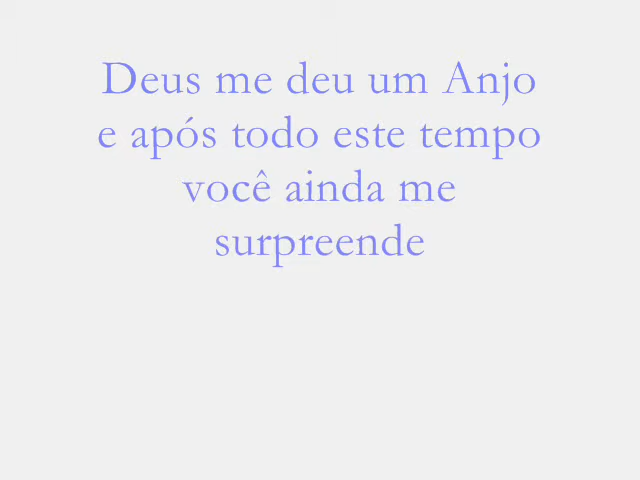 Deus me deu um Anjo
e após todo este tempo
você ainda me
surpreende